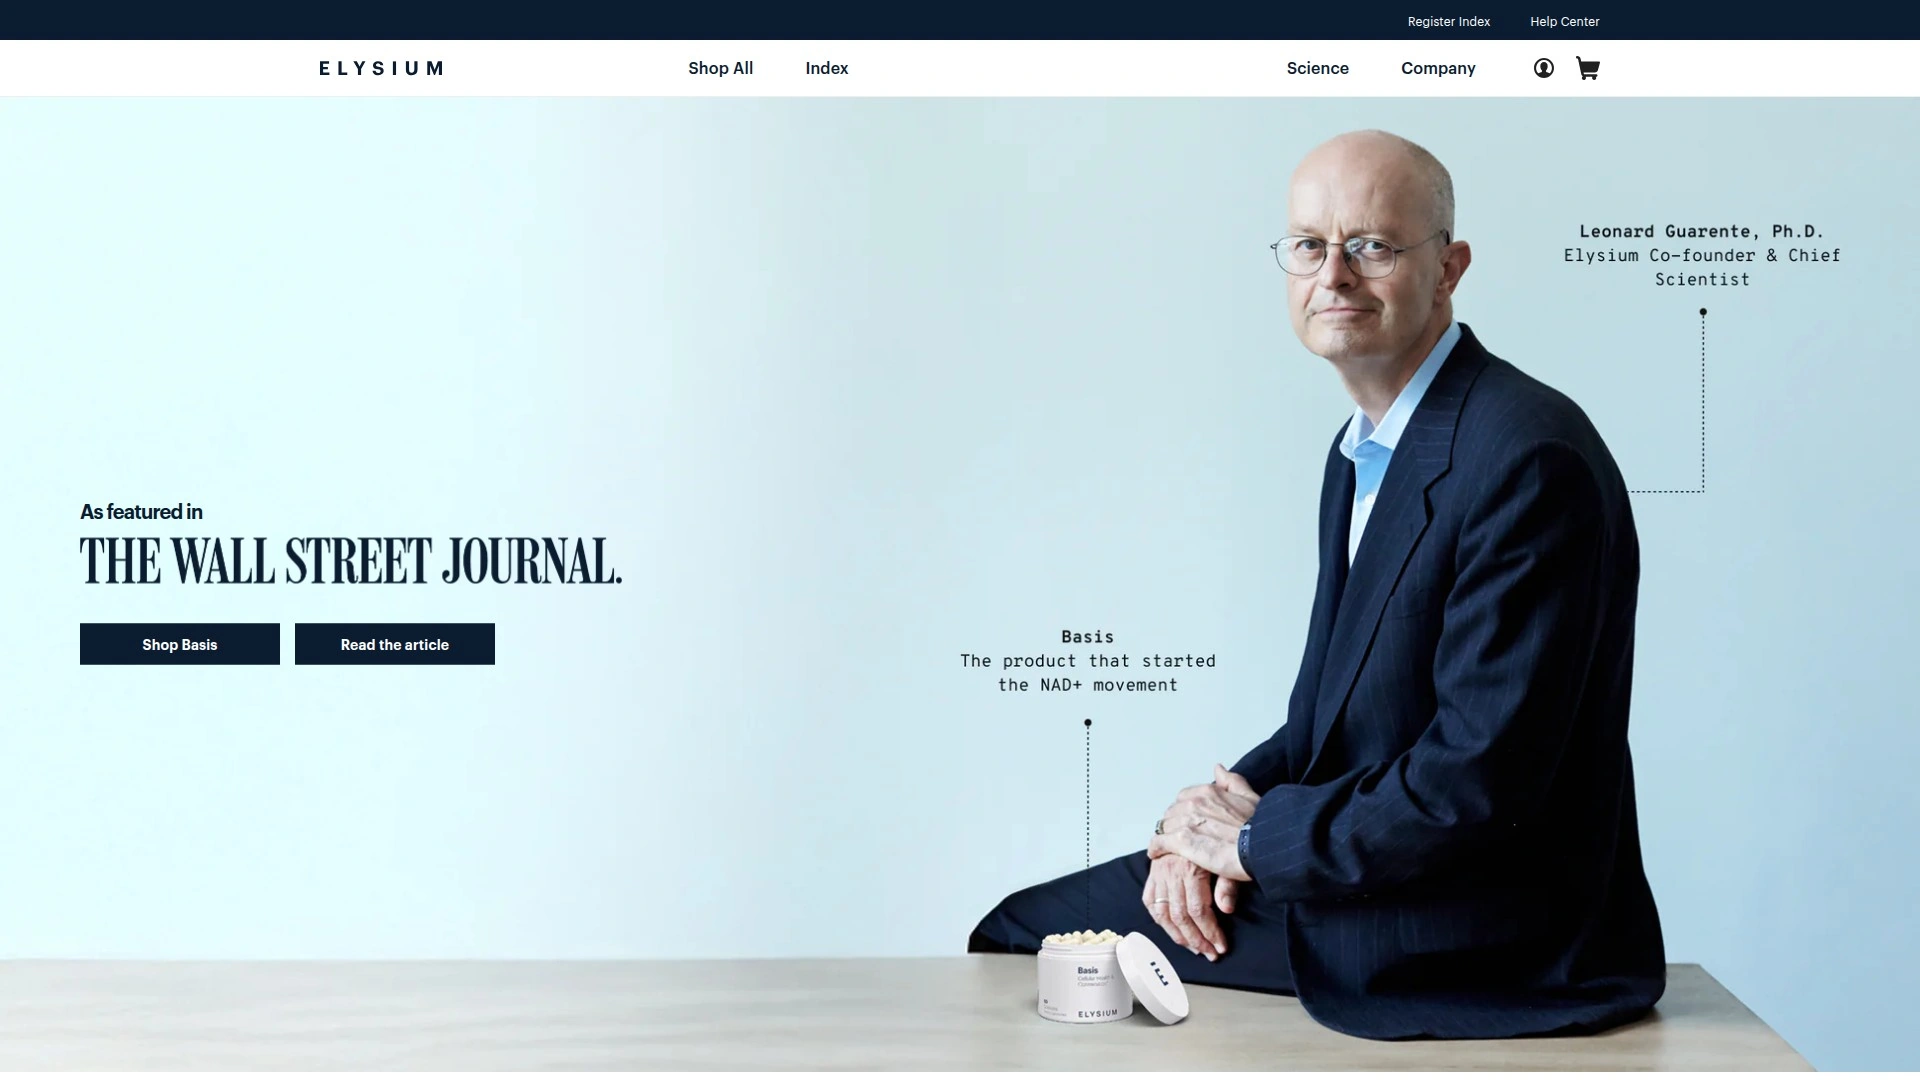 Register Index
Help Center
ELYSIUM
Shop All
Index
Science
Company
Leonard Guarente, Ph.D.
Elysium Co-founder & Chief
Scientist
As featured in
THE WALL STREET JOURNAL.
Shop Basis
Read the article
Basis
The product that started
the NAD+ movement
Basis
ELYSIUM